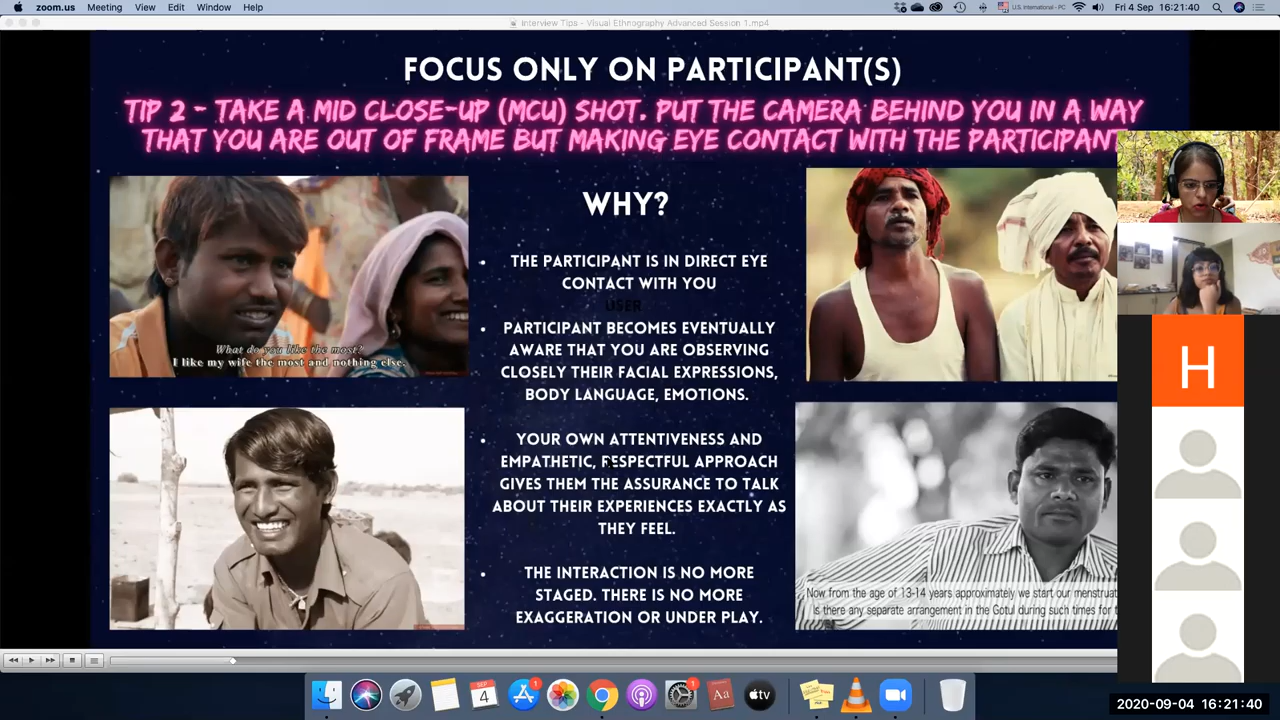 zoom.us Meeting View Edit Window Help
U.S. International - PC Fri 4 Sep 16:21:40
Interview Tips - Visual Ethnography Advanced Session 1.mp4
FOCUS ONLY ON PARTICIPANT(S)
TIP 2 - TAKE A MID CLOSE-UP (MCU) SHOT. PUT THE CAMERA BEHIND YOU IN A WAY
THAT YOU ARE OUT OF FRAME BUT MAKING EYE CONTACT WITH THE PARTICIPANT
WHY?
• THE PARTICIPANT IS IN DIRECT EYE
CONTACT WITH YOU
USER
• PARTICIPANT BECOMES EVENTUALLY
AWARE THAT YOU ARE OBSERVING
CLOSELY THEIR FACIAL EXPRESSIONS,
BODY LANGUAGE, EMOTIONS.
• YOUR OWN ATTENTIVENESS AND
EMPATHETIC, RESPECTFUL APPROACH
GIVES THEM THE ASSURANCE TO TALK
ABOUT THEIR EXPERIENCES EXACTLY AS
THEY FEEL.
• THE INTERACTION IS NO MORE
STAGED. THERE IS NO MORE
EXAGGERATION OR UNDER PLAY.
What do you like the most?
I like my wife the most and nothing else.
Now from the age of 13-14 years approximately we start our menstruat
is there any separate arrangement in the Gotul during such times for t
H
SEP
4
1
1
Aa
tv
2020-09-04 16:21:40